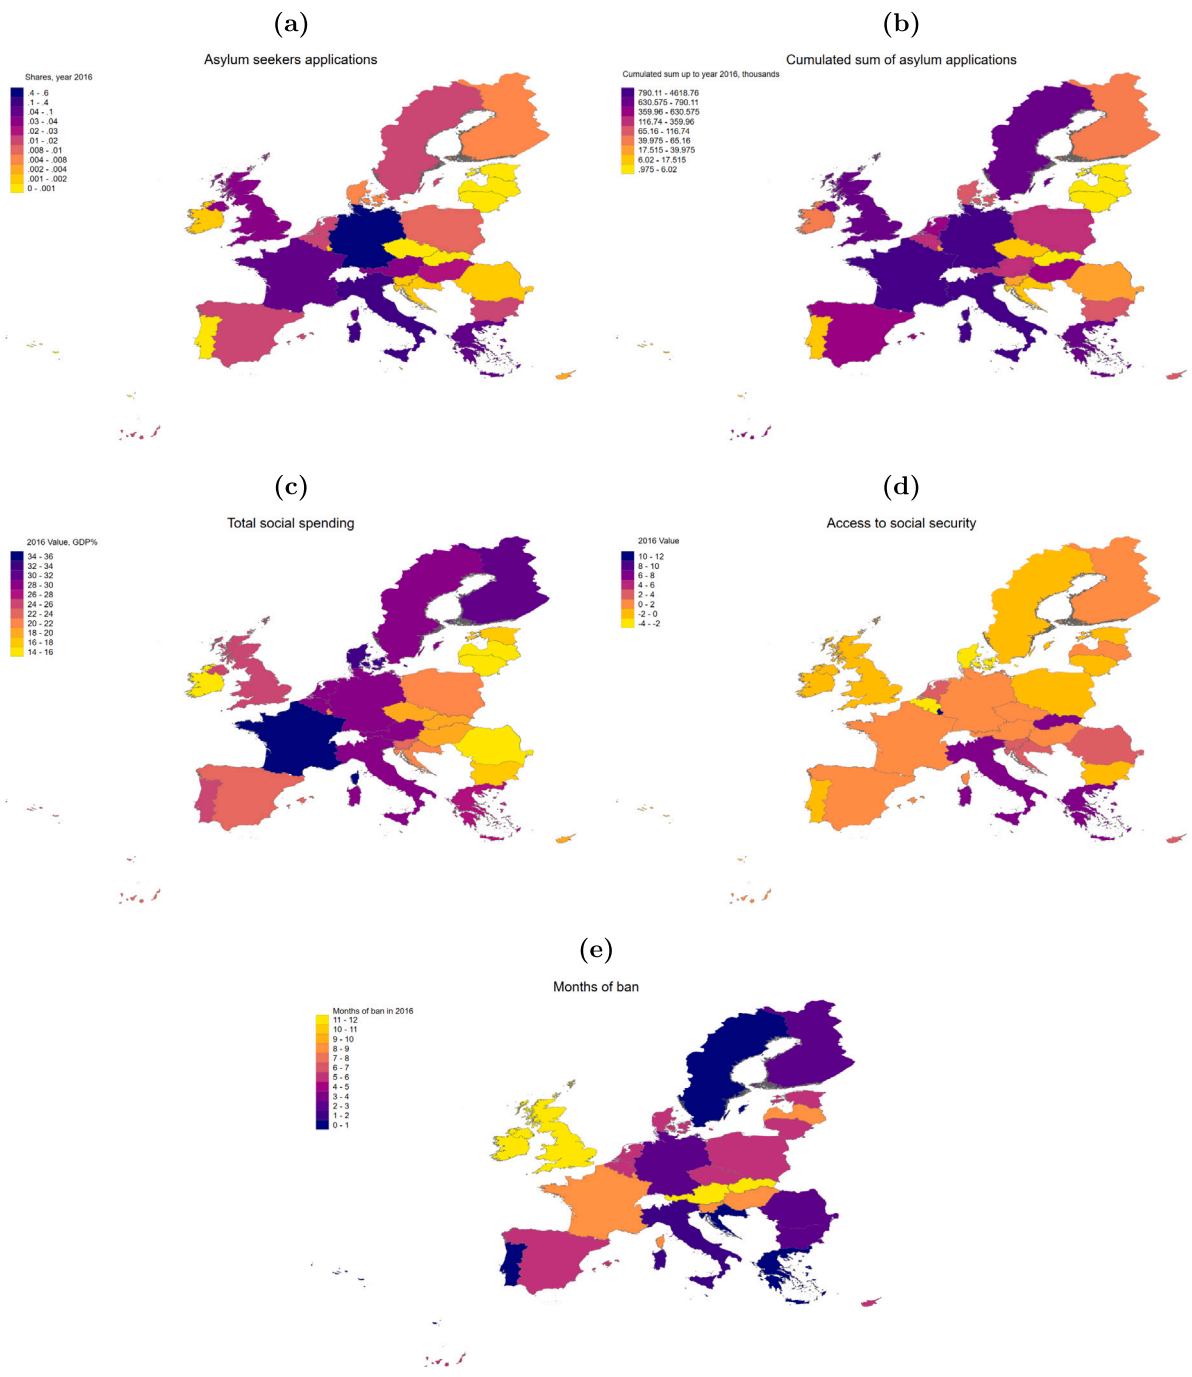 (a)
Asylum seekers applications
Shares, year 2016
.4 - .6
.1 - .4
.04 - .1
.03 - .04
.02 - .03
.01 - .02
.008 - .01
.004 - .008
.002 - .004
.001 - .002
0 - .001
(b)
Cumulated sum of asylum applications
Cumulated sum up to year 2016, thousands
790.11 - 4618.76
630.575 - 790.11
359.96 - 630.575
116.74 - 359.96
65.16 - 116.74
39.975 - 65.16
17.515 - 39.975
6.02 - 17.515
.975 - 6.02
(c)
Total social spending
2016 Value, GDP%
34 - 36
32 - 34
30 - 32
28 - 30
26 - 28
24 - 26
22 - 24
20 - 22
18 - 20
16 - 18
14 - 16
(d)
Access to social security
2016 Value
10 - 12
8 - 10
6 - 8
4 - 6
2 - 4
0 - 2
-2 - 0
-4 - -2
(e)
Months of ban
Months of ban in 2016
11 - 12
10 - 11
9 - 10
8 - 9
7 - 8
6 - 7
5 - 6
4 - 5
3 - 4
2 - 3
1 - 2
0 - 1